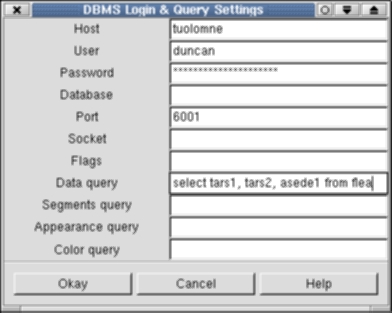 DBMS Login & Query Settings
Host tuolomne
User duncan
Password ********************
Database
Port 6001
Socket
Flags
Data query select tars1, tars2, asede1 from flea
Segments query
Appearance query
Color query
Okay Cancel Help